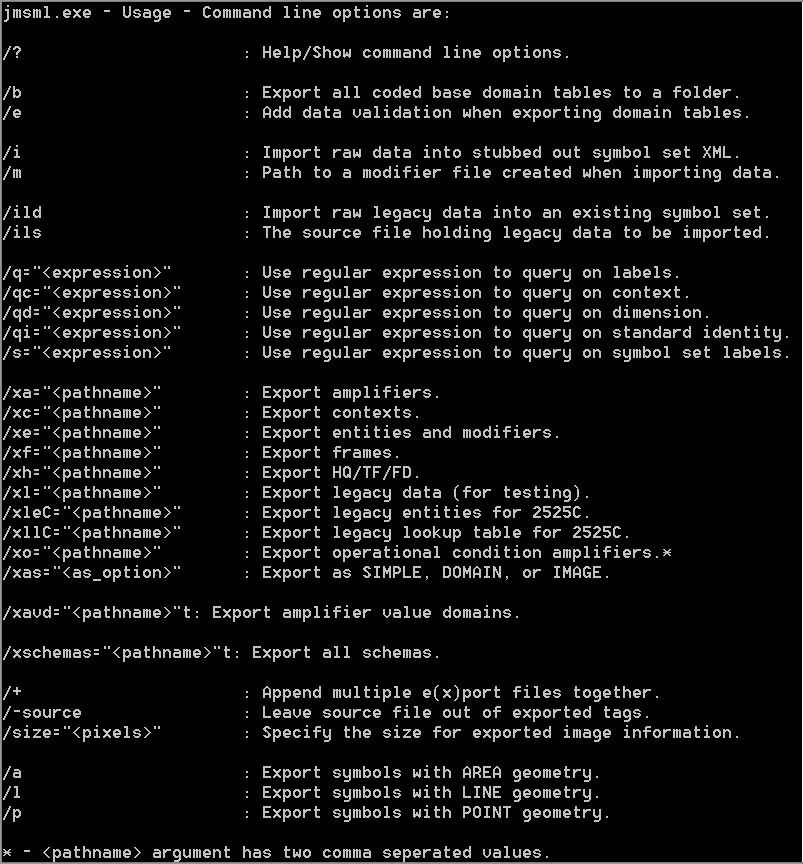 jmsml.exe - Usage - Command line options are:
/? : Help/Show command line options.
/b : Export all coded base domain tables to a folder.
/e : Add data validation when exporting domain tables.
/i : Import raw data into stubbed out symbol set XML.
/m : Path to a modifier file created when importing data.
/ild : Import raw legacy data into an existing symbol set.
/ils : The source file holding legacy data to be imported.
/q="<expression>" : Use regular expression to query on labels.
/qc="<expression>" : Use regular expression to query on context.
/qd="<expression>" : Use regular expression to query on dimension.
/qi="<expression>" : Use regular expression to query on standard identity.
/s="<expression>" : Use regular expression to query on symbol set labels.
/xa="<pathname>" : Export amplifiers.
/xc="<pathname>" : Export contexts.
/xe="<pathname>" : Export entities and modifiers.
/xf="<pathname>" : Export frames.
/xh="<pathname>" : Export HQ/TF/FD.
/xl="<pathname>" : Export legacy data (for testing).
/xleC="<pathname>" : Export legacy entities for 2525C.
/xllC="<pathname>" : Export legacy lookup table for 2525C.
/xo="<pathname>" : Export operational condition amplifiers.*
/xas="<as_option>" : Export as SIMPLE, DOMAIN, or IMAGE.
/xavd="<pathname>"t: Export amplifier value domains.
/xschemas="<pathname>"t: Export all schemas.
/+ : Append multiple e(x)port files together.
/-source : Leave source file out of exported tags.
/size="<pixels>" : Specify the size for exported image information.
/a : Export symbols with AREA geometry.
/l : Export symbols with LINE geometry.
/p : Export symbols with POINT geometry.
* - <pathname> argument has two comma seperated values.